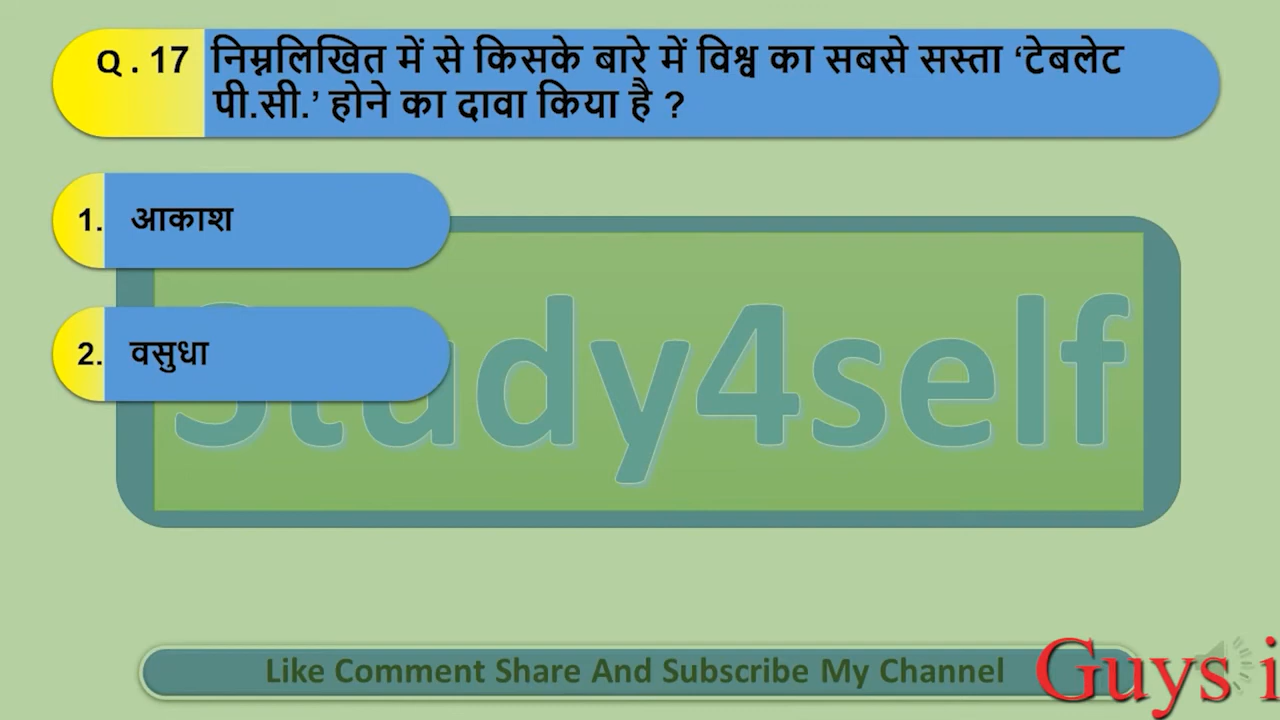 Q . 17 निम्नलिखित में से किसके बारे में विश्व का सबसे सस्ता ‘टेबलेट
पी.सी.’ होने का दावा किया है ?
1. आकाश
2. वसुधा
Study4self
Like Comment Share And Subscribe My Channel
Guys i